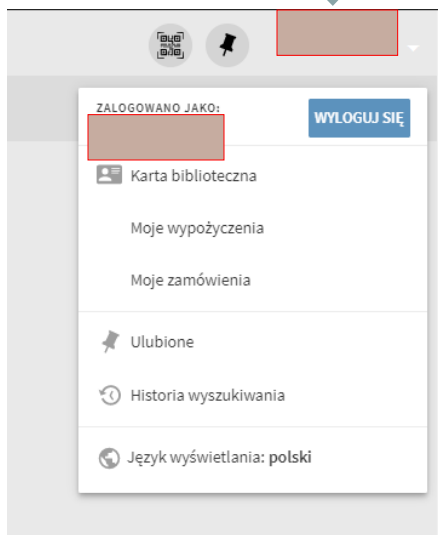 ZALOGOWANO JAKO:
WYLOGUJ SIĘ
Karta biblioteczna
Moje wypożyczenia
Moje zamówienia
Ulubione
Historia wyszukiwania
Język wyświetlania: polski